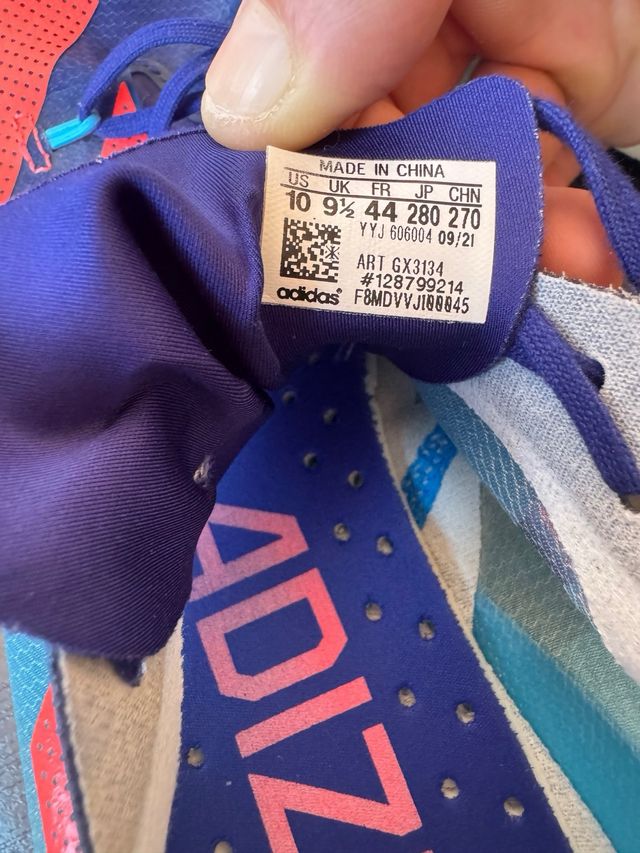 MADE IN CHINA
US UK FR JP CHN
10 9½ 44 280 270
YYJ 606004 09/21
ART GX3134
#128799214
adidas® F8MDVVJI00045
ADIZ